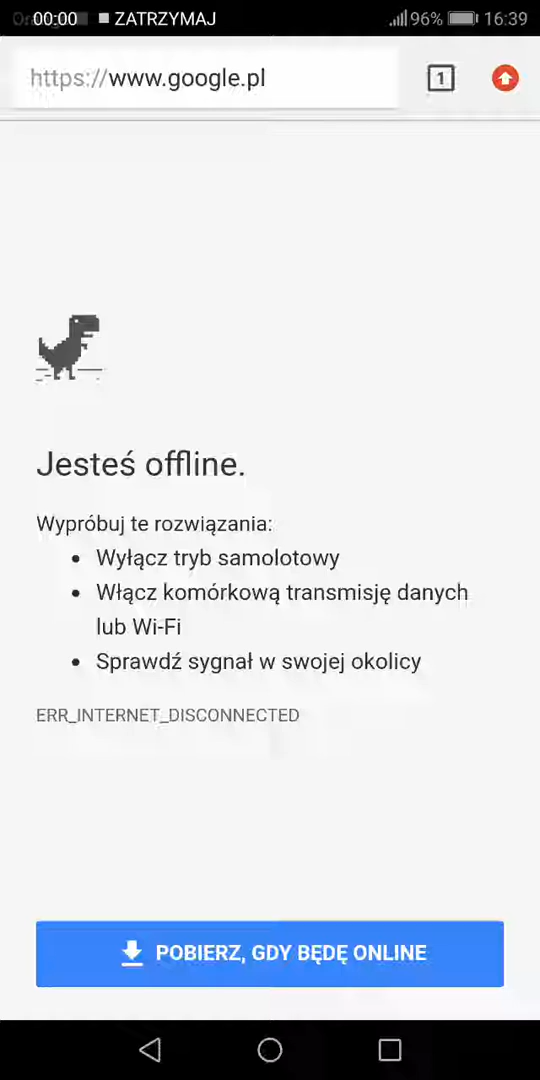 00:00 ZATRZYMAJ 96% 16:39
https://www.google.pl 1
Jesteś offline.
Wypróbuj te rozwiązania:
• Wyłącz tryb samolotowy
• Włącz komórkową transmisję danych
lub Wi-Fi
• Sprawdź sygnał w swojej okolicy
ERR_INTERNET_DISCONNECTED
POBIERZ, GDY BĘDĘ ONLINE